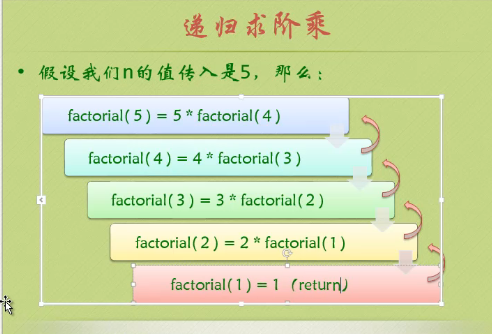 递归求阶乘
• 假设我们n的值传入是5，那么：
factorial(5) = 5 * factorial(4)
factorial(4) = 4 * factorial(3)
factorial(3) = 3 * factorial(2)
factorial(2) = 2 * factorial(1)
factorial(1) = 1 （return）